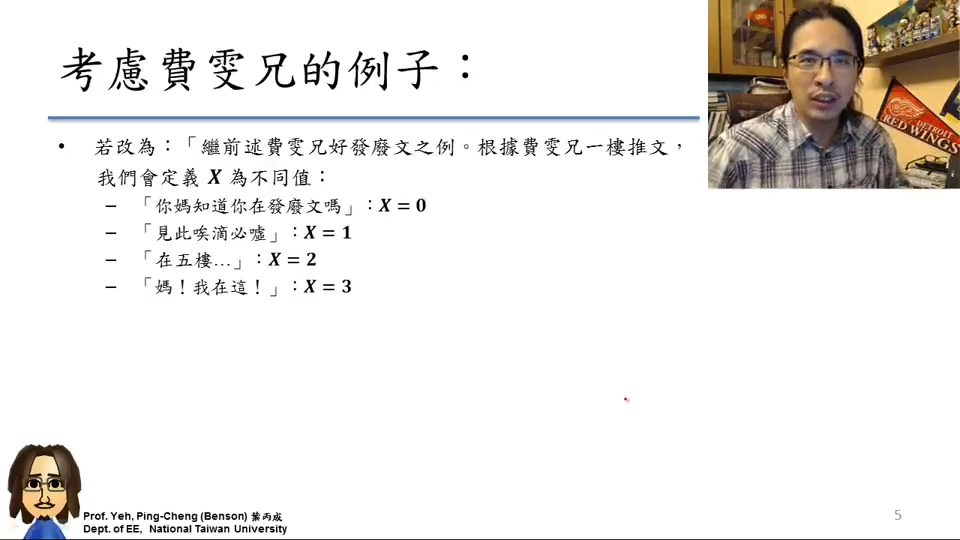 考慮費雯兄的例子：
• 若改為：「繼前述費雯兄好發廢文之例。根據費雯兄一樓推文，
我們會定義 X 為不同值：
– 「你媽知道你在發廢文嗎」：X = 0
– 「見此唉滴必噓」：X = 1
– 「在五樓…」：X = 2
– 「媽！我在這！」：X = 3
DETROIT
RED WINGS
Prof. Yeh, Ping-Cheng (Benson) 葉丙成
Dept. of EE, National Taiwan University
5